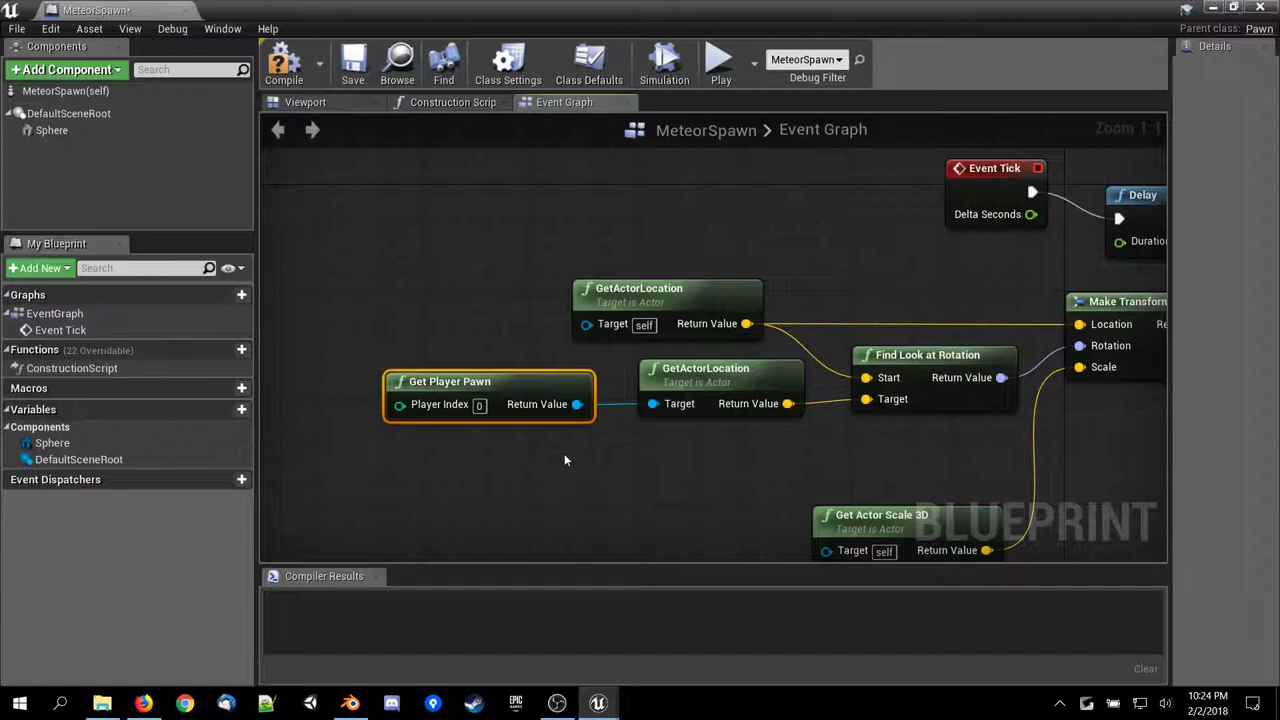 MeteorSpawn*
File Edit Asset View Debug Window Help
Parent class: Pawn
Components
Details
+ Add Component
Search
Compile
Save
Browse
Find
Class Settings
Class Defaults
Simulation
Play
MeteorSpawn
Debug Filter
MeteorSpawn(self)
DefaultSceneRoot
Sphere
Viewport
Construction Scrip
Event Graph
MeteorSpawn > Event Graph
Zoom 1:1
Event Tick
Delta Seconds
Delay
Duratio
My Blueprint
+ Add New
Search
Graphs
EventGraph
Event Tick
Functions (22 Overridable)
ConstructionScript
Macros
Variables
Components
Sphere
DefaultSceneRoot
Event Dispatchers
GetActorLocation
Target is Actor
Target self Return Value
Make Transform
Location Re
Rotation
Scale
Find Look at Rotation
Start Return Value
Target
GetActorLocation
Target is Actor
Target Return Value
Get Player Pawn
Player Index 0 Return Value
Get Actor Scale 3D
Target is Actor
Target self Return Value
BLUEPRINT
Compiler Results
Clear
EPIC
GAMES
10:24 PM
2/2/2018